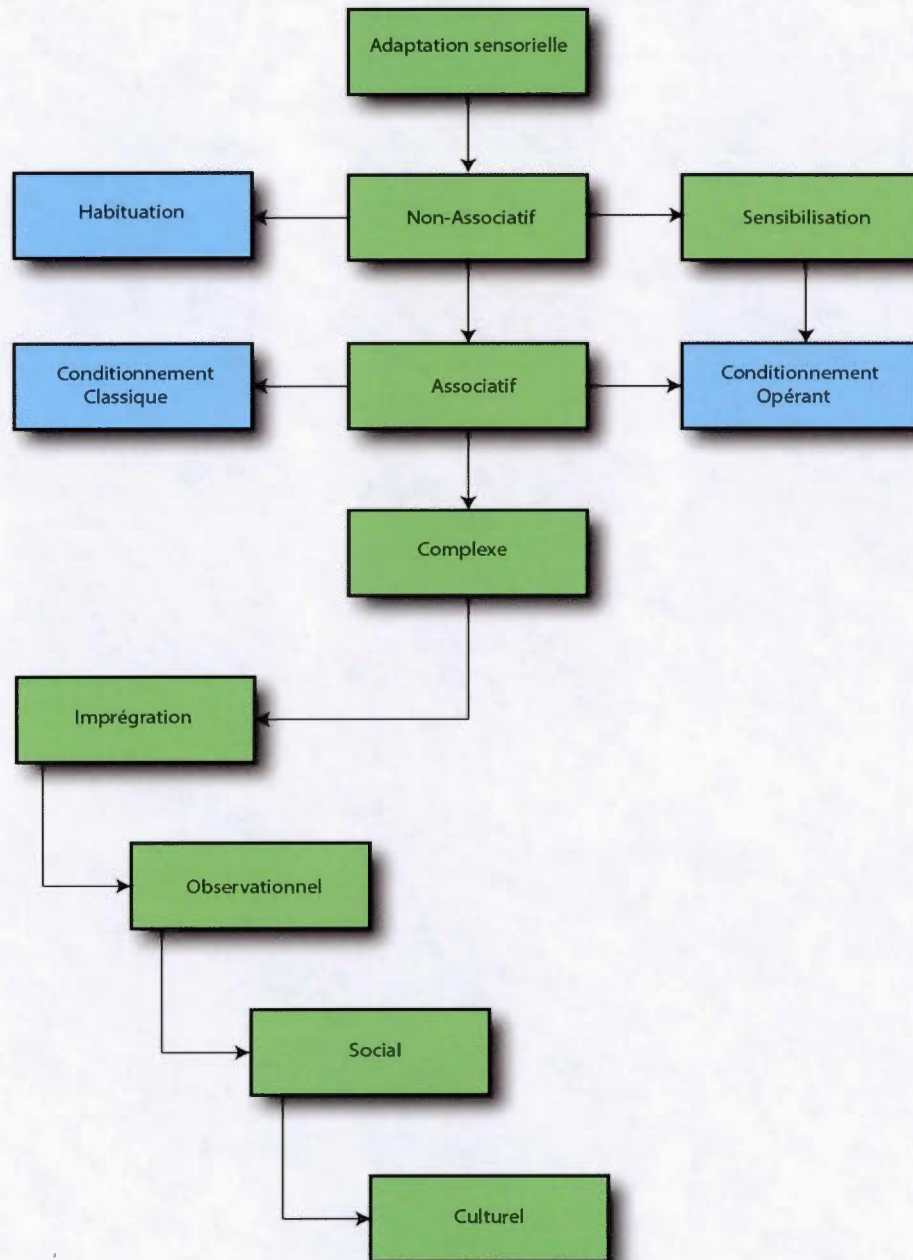 Adaptation sensorielle
Habituation
Non-Associatif
Sensibilisation
Conditionnement
Classique
Associatif
Conditionnement
Opérant
Complexe
Imprégration
Observationnel
Social
Culturel